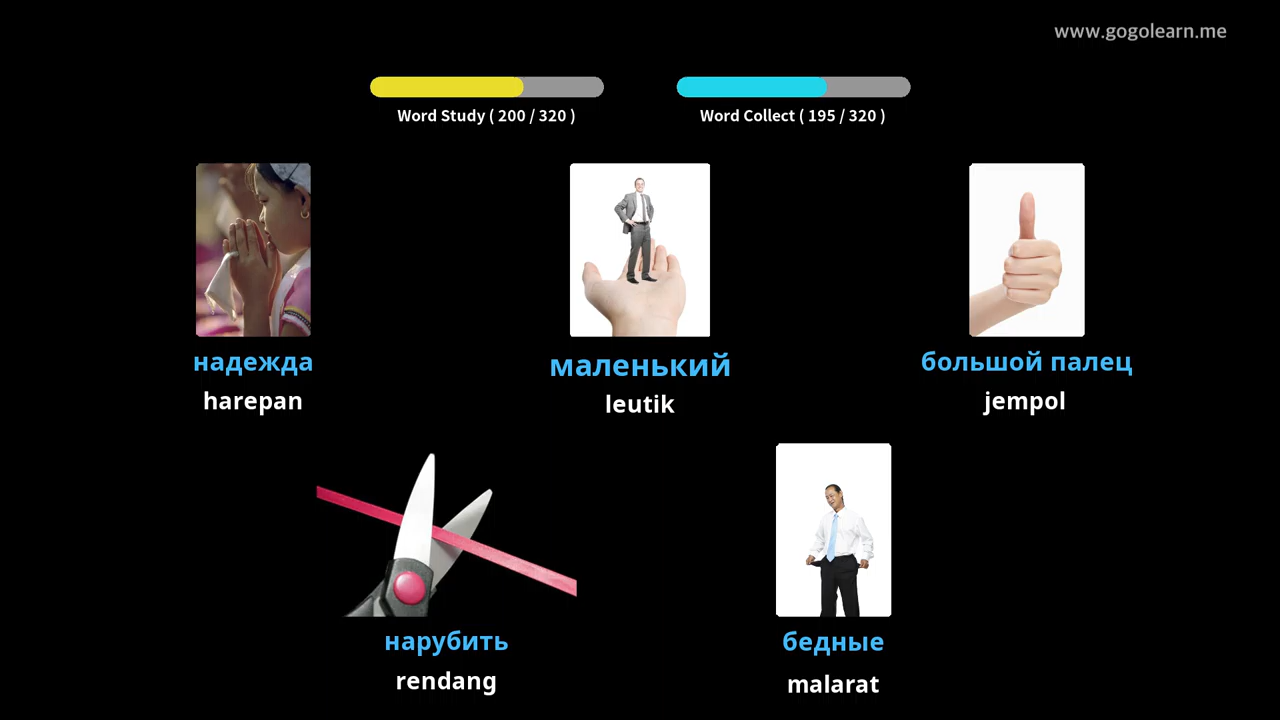 www.gogolearn.me
Word Study ( 200 / 320 )
Word Collect ( 195 / 320 )
надежда
harepan
маленький
leutik
большой палец
jempol
нарубить
rendang
бедные
malarat